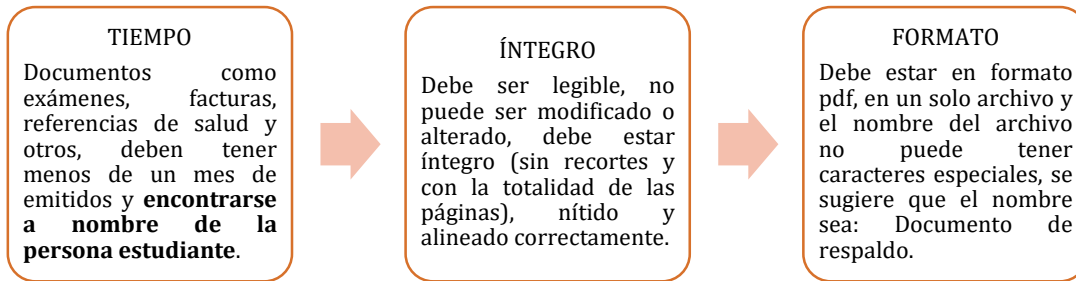 TIEMPO
Documentos como
exámenes, facturas,
referencias de salud y
otros, deben tener
menos de un mes de
emitidos y encontrarse
a nombre de la
persona estudiante.
ÍNTEGRO
Debe ser legible, no
puede ser modificado o
alterado, debe estar
íntegro (sin recortes y
con la totalidad de las
páginas), nítido y
alineado correctamente.
FORMATO
Debe estar en formato
pdf, en un solo archivo y
el nombre del archivo
no puede tener
caracteres especiales, se
sugiere que el nombre
sea: Documento de
respaldo.